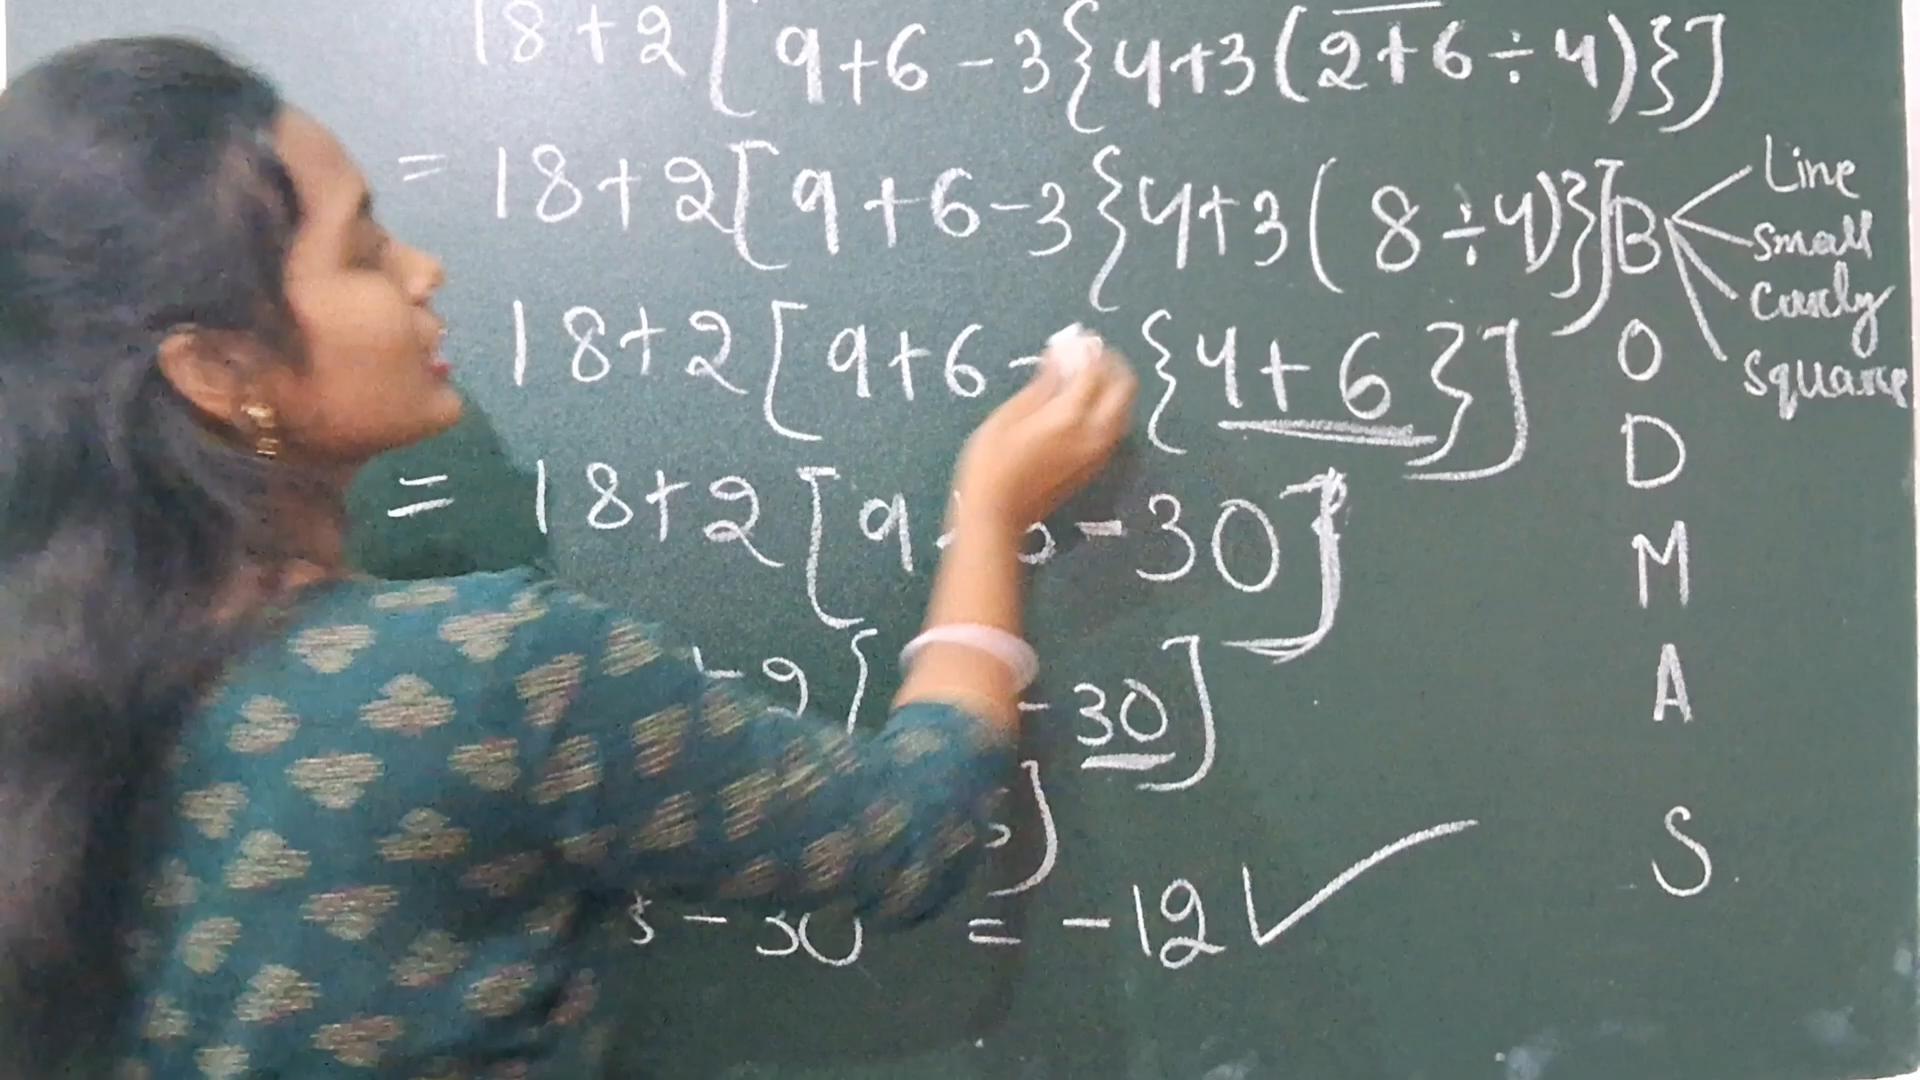 18+2[9+6-3{4+3(2+6÷4)}]
= 18+2[9+6-3{4+3(8÷4)}]
18+2[9+6- {4+6}]
= 18+2[9 -30]
-30]
]
-30 = -12 ✓
B
Line
Small
Curly
Square
O
D
M
A
S